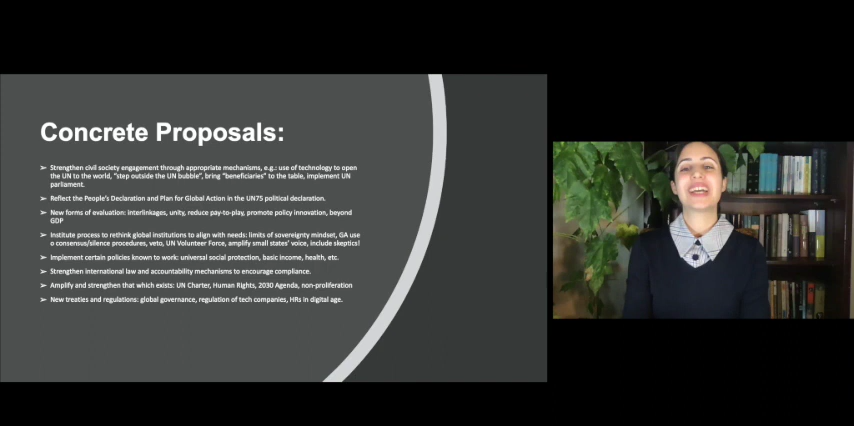 Concrete Proposals:
➢ Strengthen civil society engagement through appropriate mechanisms, e.g.: use of technology to open
the UN to the world, "step outside the UN bubble", bring "beneficiaries" to the table, implement UN
parliament.
➢ Reflect the People's Declaration and Plan for Global Action in the UN75 political declaration.
➢ New forms of evaluation: interlinkages, unity, reduce pay-to-play, promote policy innovation, beyond
GDP
➢ Institute process to rethink global institutions to align with needs: limits of sovereignty mindset, GA use
o consensus/silence procedures, veto, UN Volunteer Force, amplify small states' voice, include skeptics!
➢ Implement certain policies known to work: universal social protection, basic income, health, etc.
➢ Strengthen international law and accountability mechanisms to encourage compliance.
➢ Amplify and strengthen that which exists: UN Charter, Human Rights, 2030 Agenda, non-proliferation
➢ New treaties and regulations: global governance, regulation of tech companies, HRs in digital age.